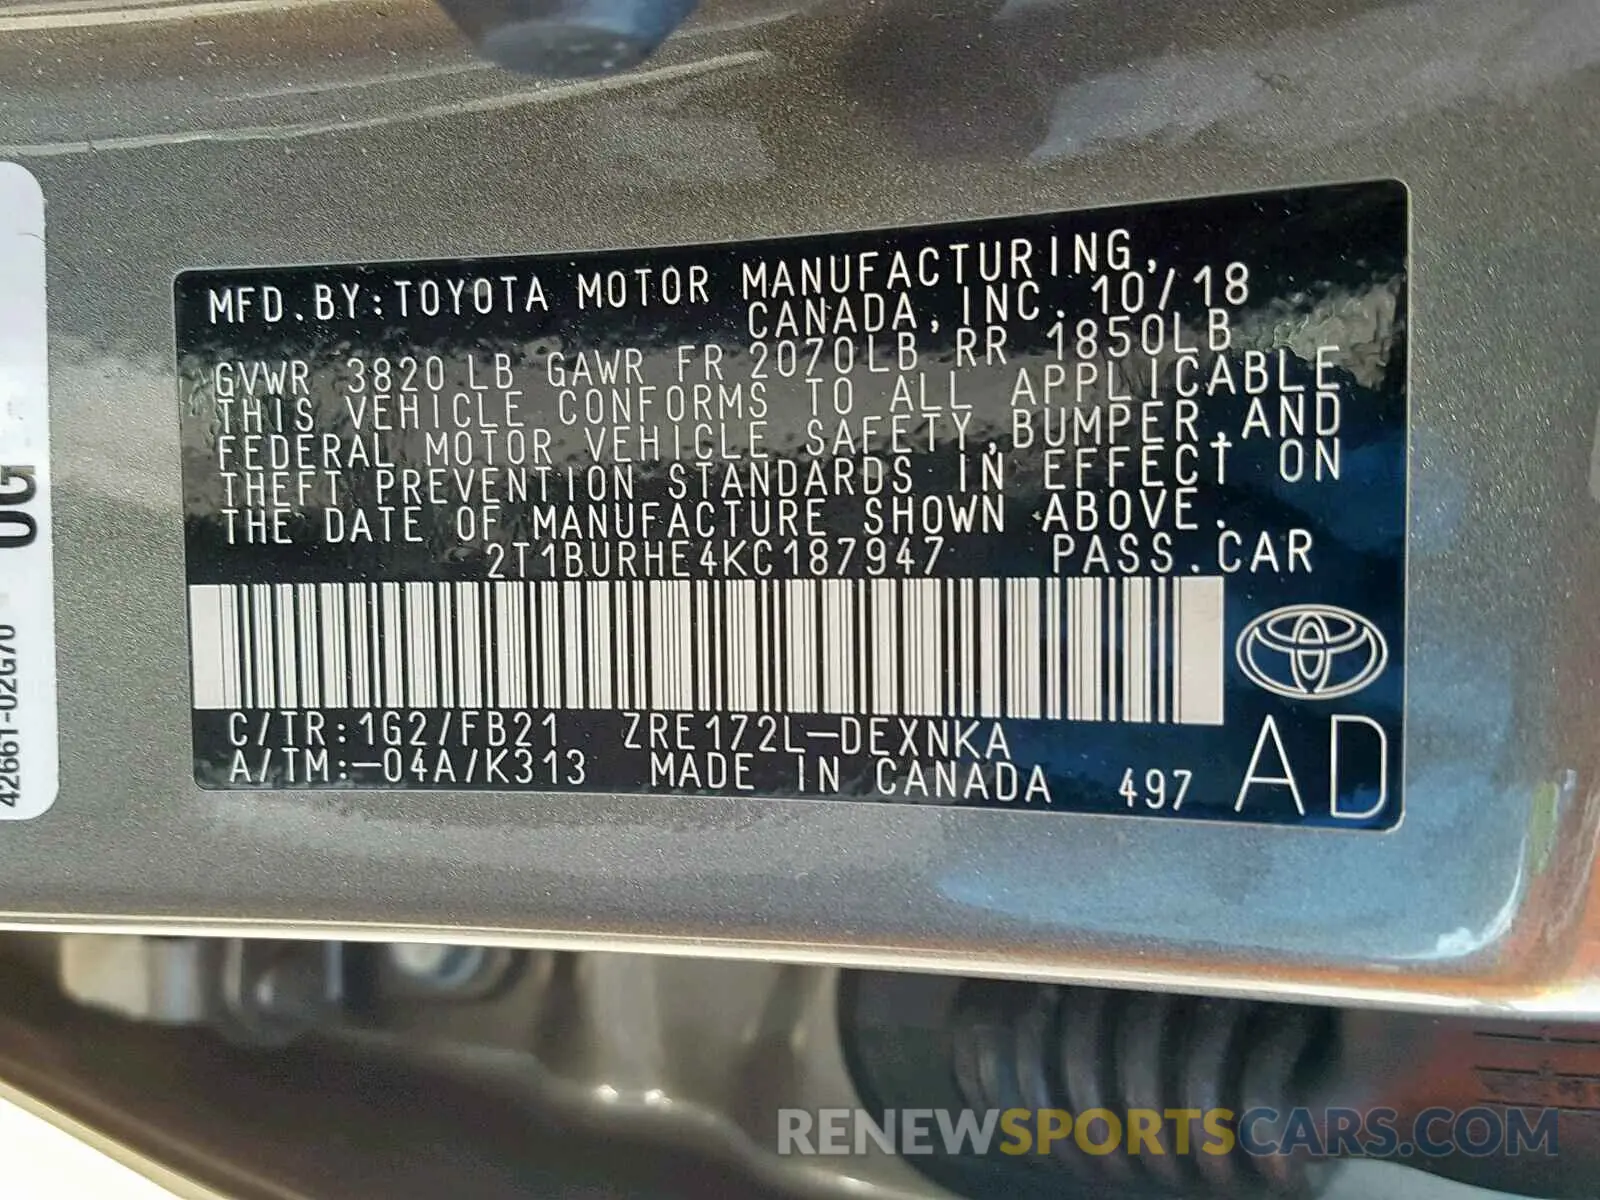 MFD.BY:TOYOTA MOTOR MANUFACTURING,
CANADA,INC. 10/18
GVWR 3820 LB GAWR FR 2070LB RR 1850LB
THIS VEHICLE CONFORMS TO ALL APPLICABLE
FEDERAL MOTOR VEHICLE SAFETY,BUMPER,AND
THEFT PREVENTION STANDARDS IN EFFECT ON
THE DATE OF MANUFACTURE SHOWN ABOVE.
2T1BURHE4KC187947 PASS.CAR
C/TR:1G2/FB21 ZRE172L-DEXNKA
A/TM:-04A/K313 MADE IN CANADA 497
AD
0G
42661-02G70
RENEWSPORTSCARS.COM